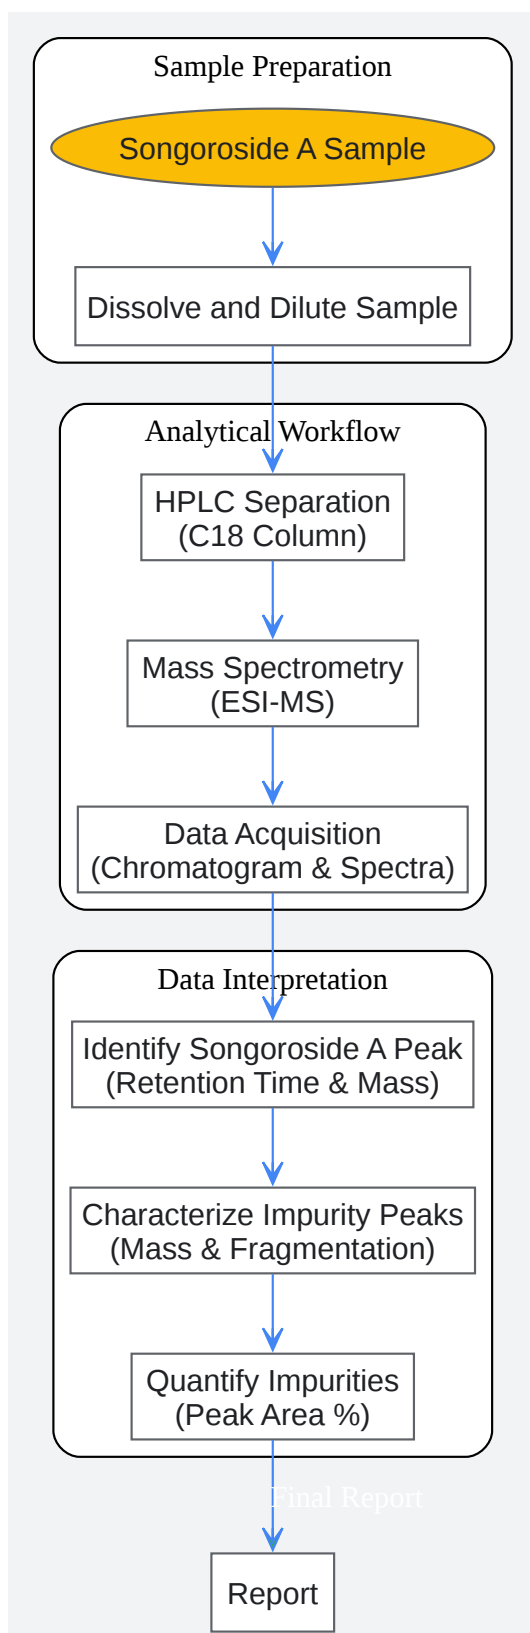 Sample Preparation
Songoroside A Sample
Dissolve and Dilute Sample
Analytical Workflow
HPLC Separation
(C18 Column)
Mass Spectrometry
(ESI-MS)
Data Acquisition
(Chromatogram & Spectra)
Data Interpretation
Identify Songoroside A Peak
(Retention Time & Mass)
Characterize Impurity Peaks
(Mass & Fragmentation)
Quantify Impurities
(Peak Area %)
Final Report
Report